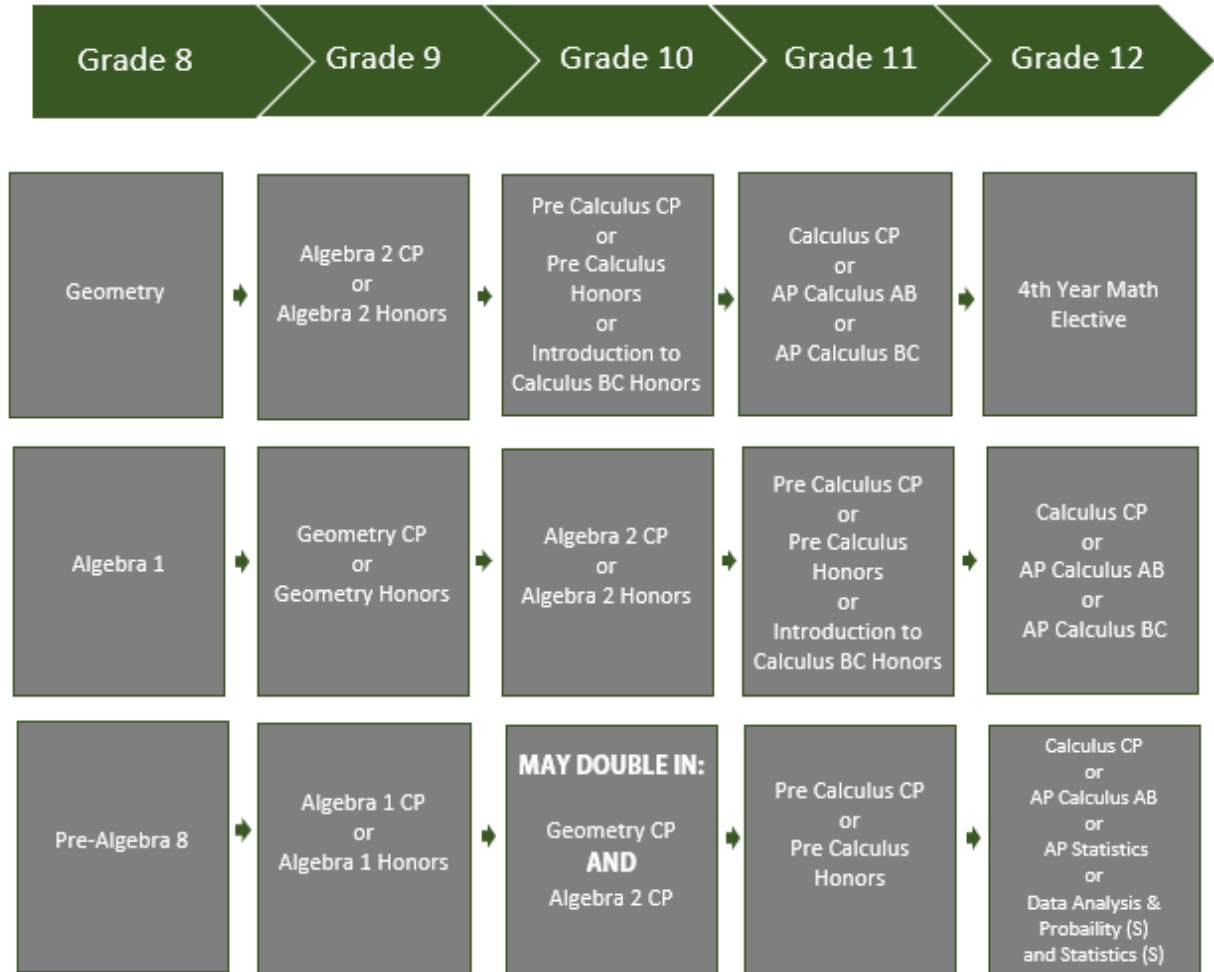 Grade 8
Grade 9
Grade 10
Grade 11
Grade 12
Geometry
Algebra 2 CP
or
Algebra 2 Honors
Pre Calculus CP
or
Pre Calculus
Honors
or
Introduction to
Calculus BC Honors
Calculus CP
or
AP Calculus AB
or
AP Calculus BC
4th Year Math
Elective
Algebra 1
Geometry CP
or
Geometry Honors
Algebra 2 CP
or
Algebra 2 Honors
Pre Calculus CP
or
Pre Calculus
Honors
or
Introduction to
Calculus BC Honors
Calculus CP
or
AP Calculus AB
or
AP Calculus BC
Pre-Algebra 8
Algebra 1 CP
or
Algebra 1 Honors
MAY DOUBLE IN:
Geometry CP
AND
Algebra 2 CP
Pre Calculus CP
or
Pre Calculus
Honors
Calculus CP
or
AP Calculus AB
or
AP Statistics
or
Data Analysis &
Probaility (S)
and Statistics (S)